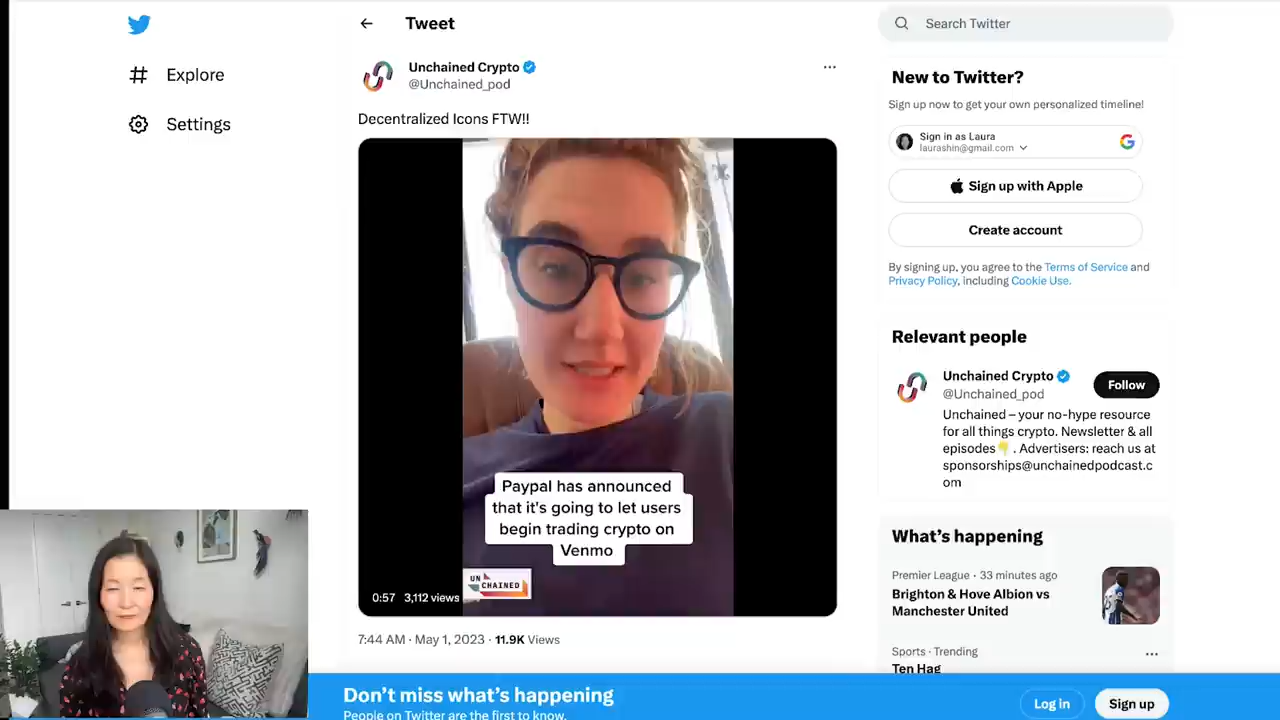 Tweet
Search Twitter
Explore
Settings
Unchained Crypto
@Unchained_pod
Decentralized Icons FTW!!
Paypal has announced
that it's going to let users
begin trading crypto on
Venmo
UN
CHAINED
0:57 3,112 views
7:44 AM · May 1, 2023 · 11.9K Views
New to Twitter?
Sign up now to get your own personalized timeline!
Sign in as Laura
laurashin@gmail.com
Sign up with Apple
Create account
By signing up, you agree to the Terms of Service and
Privacy Policy, including Cookie Use.
Relevant people
Unchained Crypto
@Unchained_pod
Follow
Unchained – your no-hype resource
for all things crypto. Newsletter & all
episodes👇. Advertisers: reach us at
sponsorships@unchainedpodcast.c
om
What's happening
Premier League · 33 minutes ago
Brighton & Hove Albion vs
Manchester United
Sports · Trending
Ten Hag
Don't miss what's happening
People on Twitter are the first to know.
Log in
Sign up